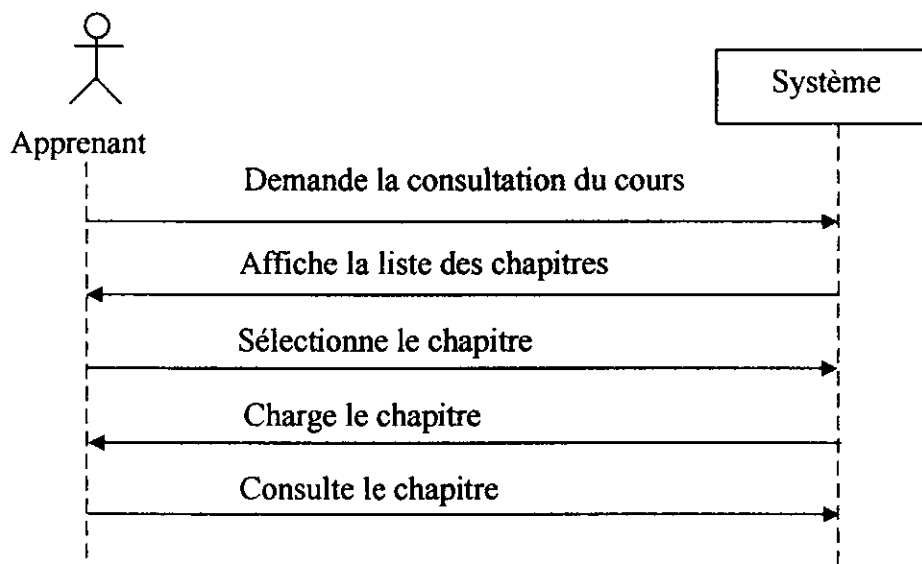 Système
Apprenant
Demande la consultation du cours
Affiche la liste des chapitres
Sélectionne le chapitre
Charge le chapitre
Consulte le chapitre